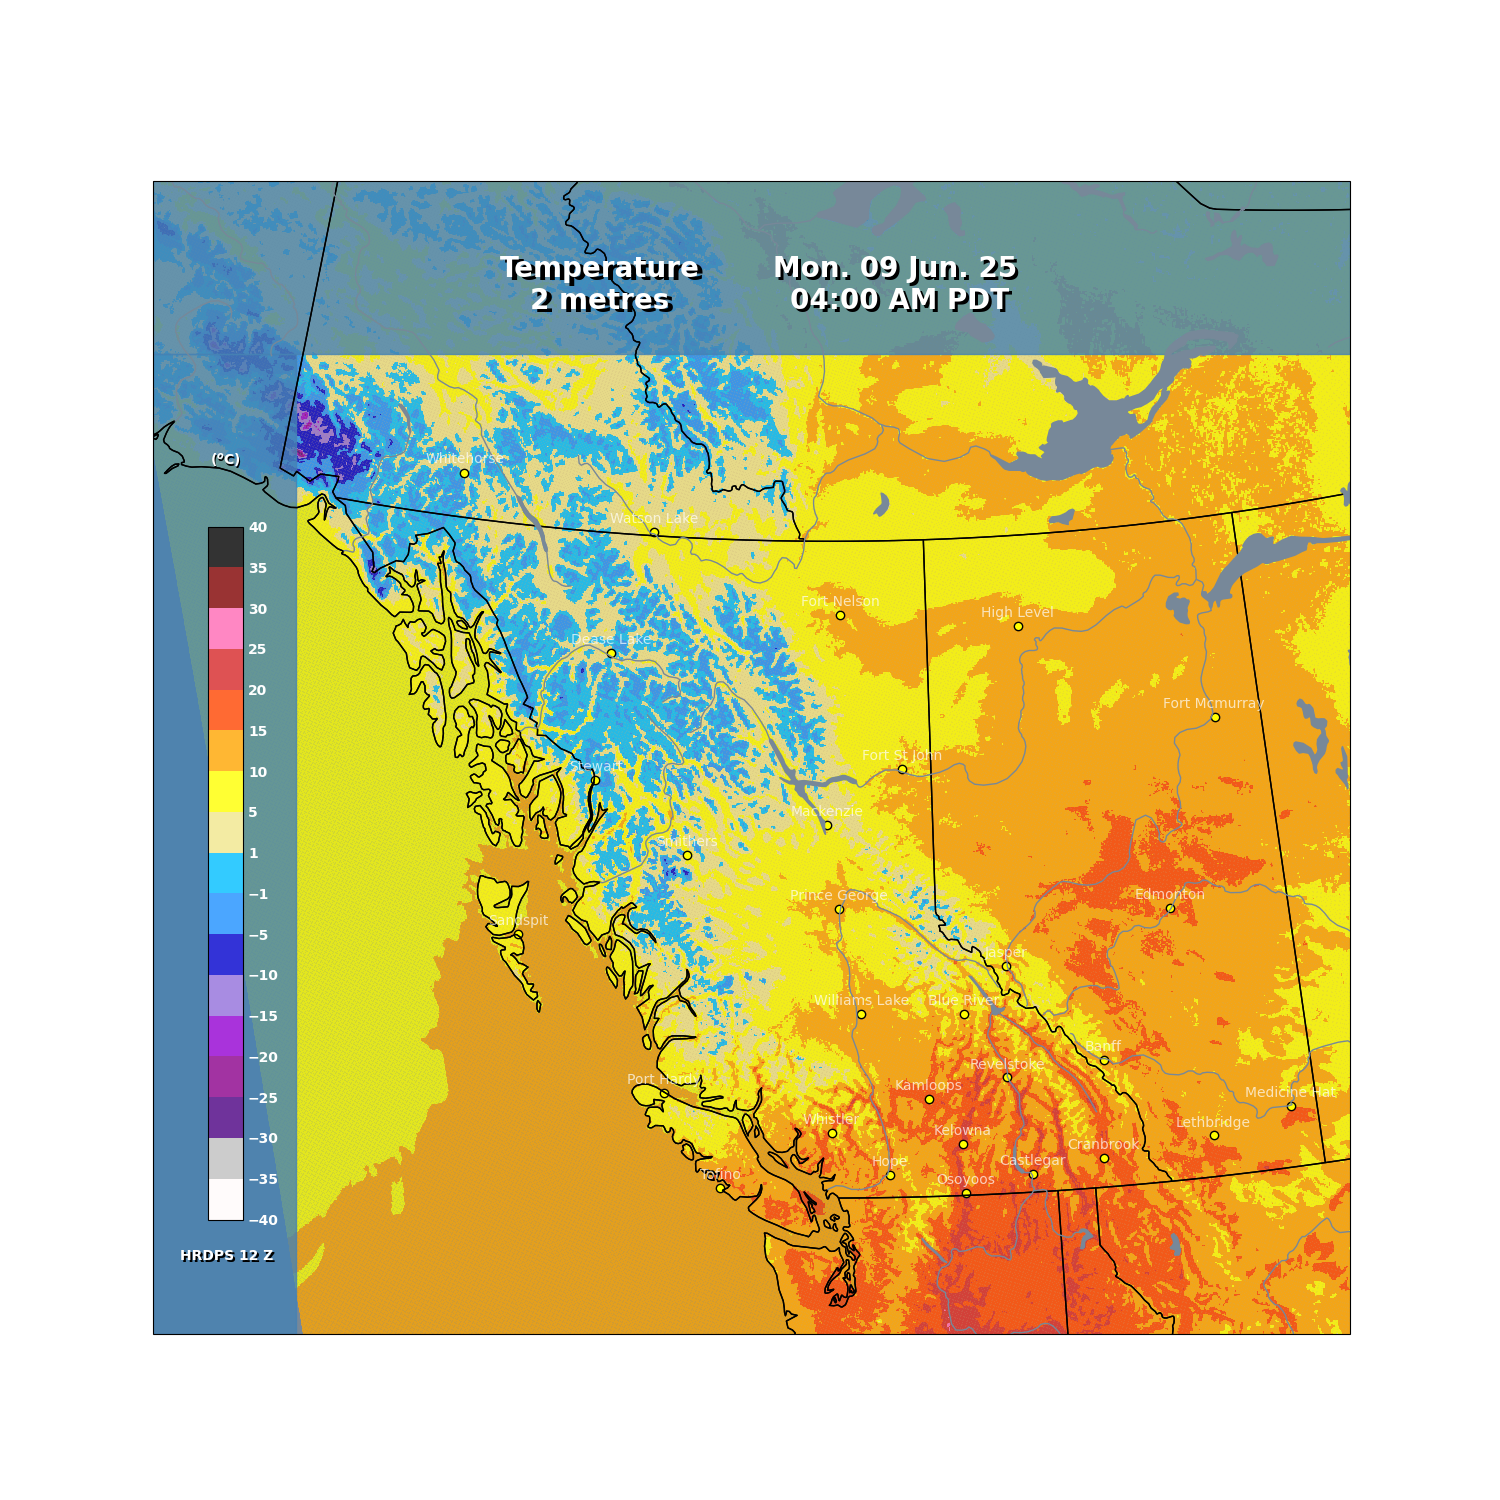 Temperature
2 metres
Mon. 09 Jun. 25
04:00 AM PDT
(°C)
40
35
30
25
20
15
10
5
1
−1
−5
−10
−15
−20
−25
−30
−35
−40
HRDPS 12 Z
Whitehorse
Watson Lake
Fort Nelson
High Level
Dease Lake
Fort Mcmurray
Fort St John
Stewart
Mackenzie
Smithers
Prince George
Edmonton
Sandspit
Jasper
Williams Lake
Blue River
Banff
Revelstoke
Port Hardy
Kamloops
Medicine Hat
Whistler
Lethbridge
Kelowna
Cranbrook
Hope
Castlegar
Tofino
Osoyoos